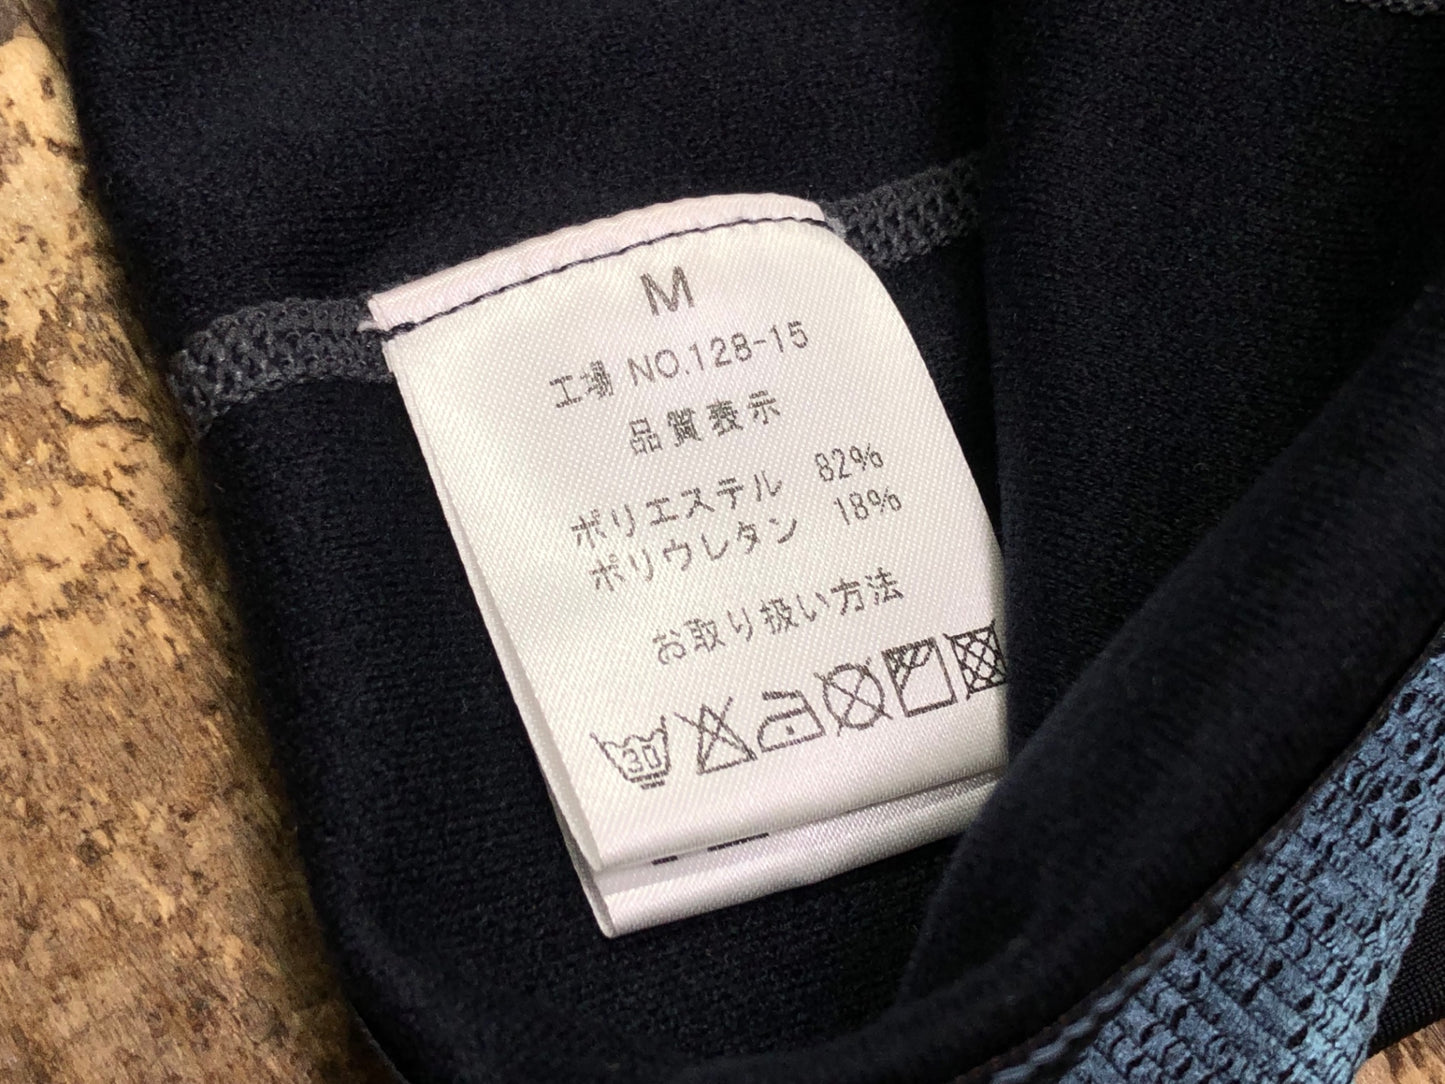 M
工場 NO.128-15
品質表示
ポリエステル 82%
ポリウレタン 18%
お取り扱い方法
30